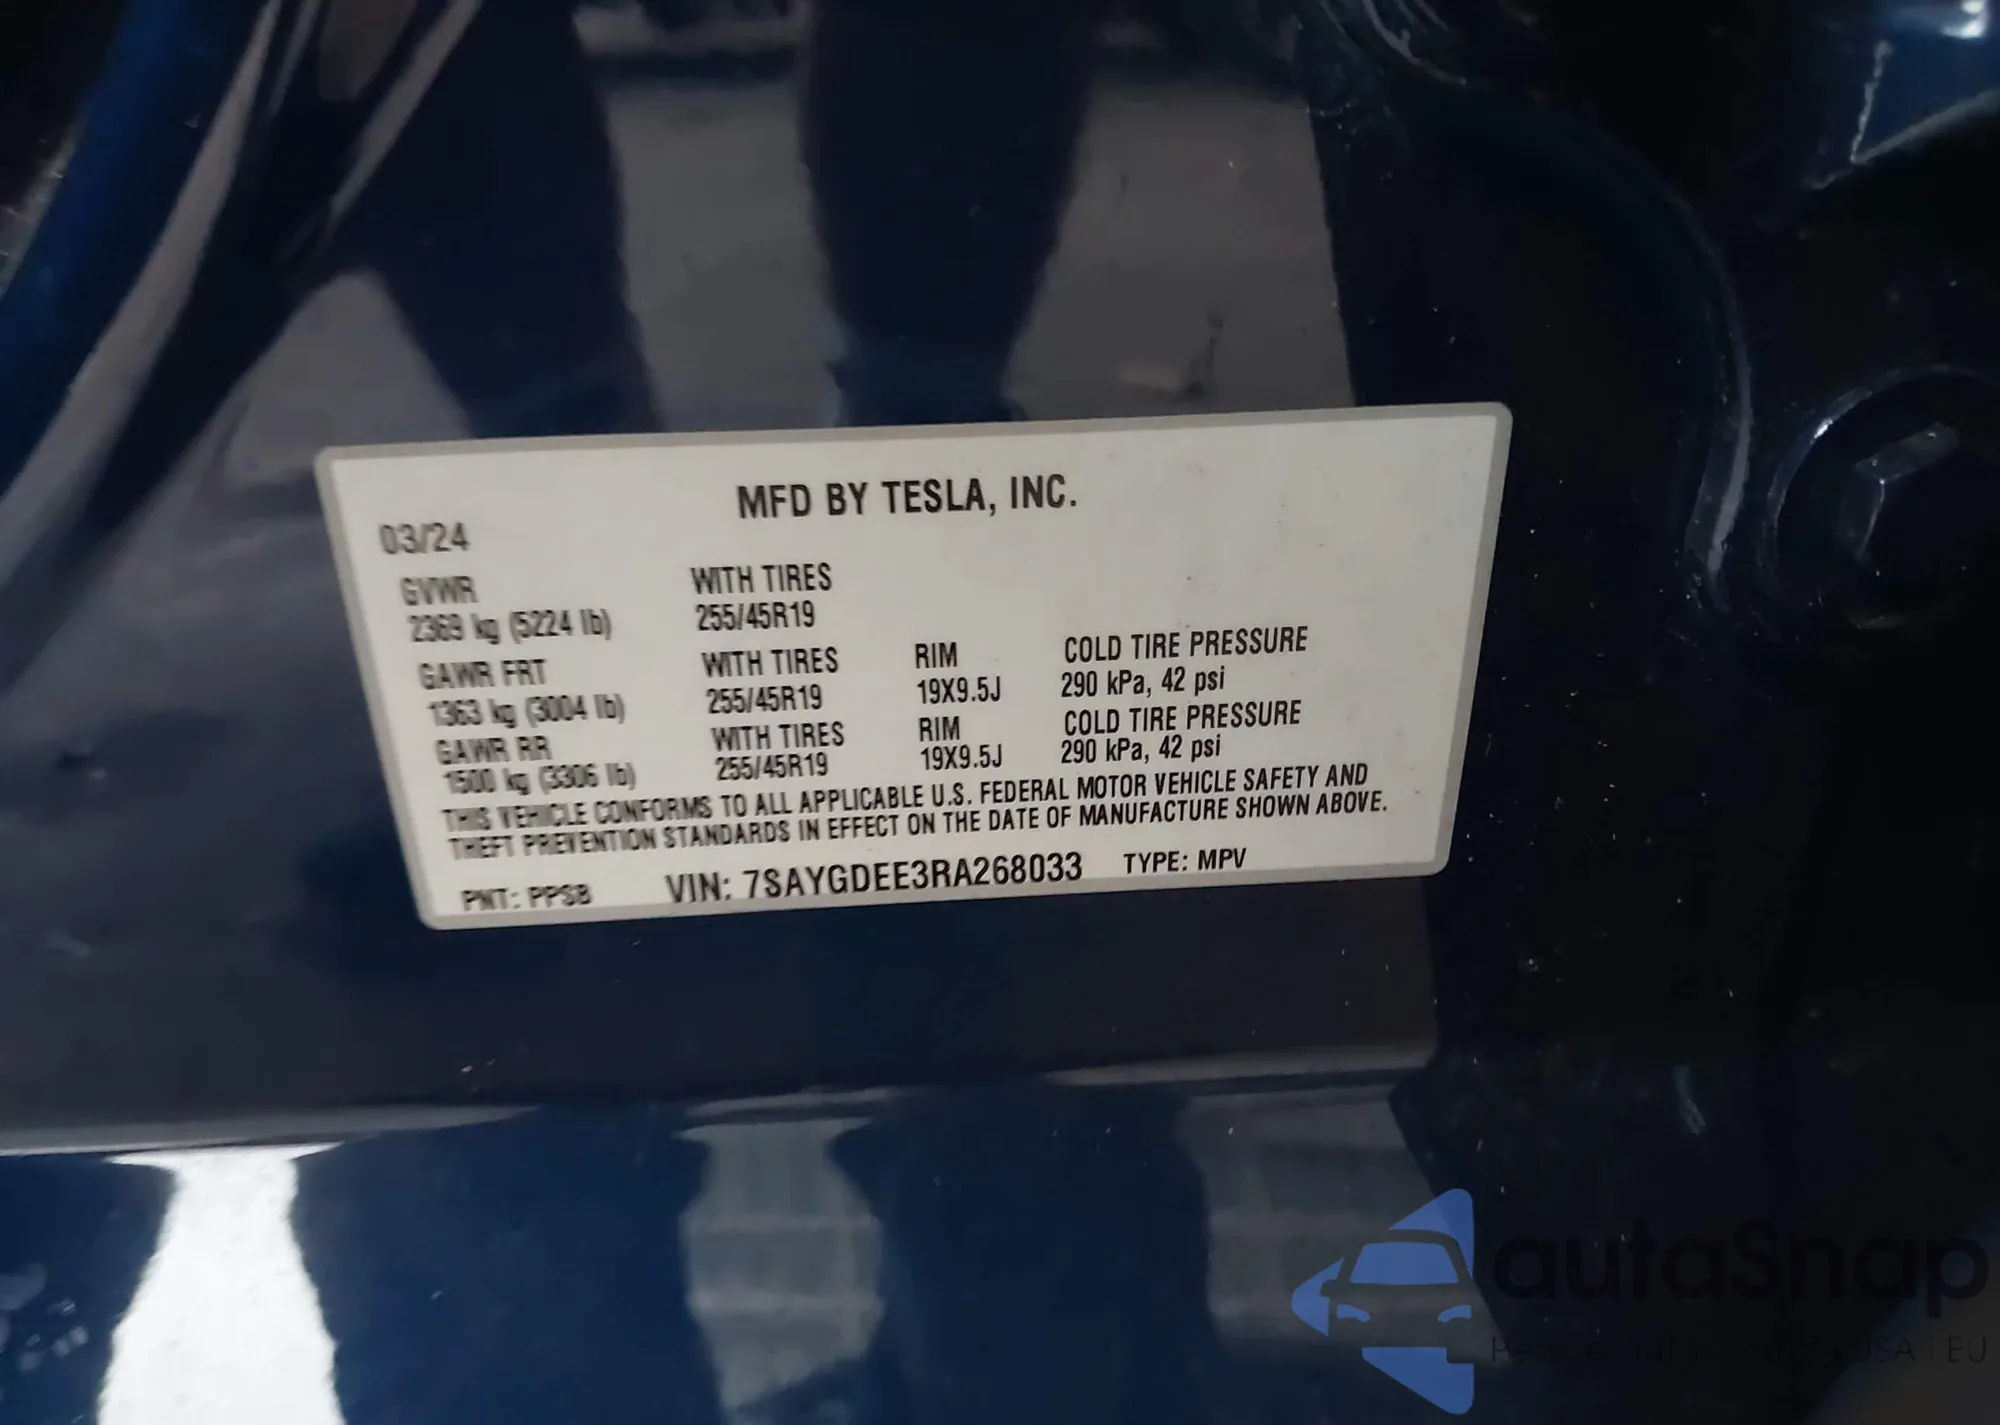 MFD BY TESLA, INC.
03/24
GVWR WITH TIRES
2369 kg (5224 lb) 255/45R19
GAWR FRT WITH TIRES RIM COLD TIRE PRESSURE
1363 kg (3004 lb) 255/45R19 19X9.5J 290 kPa, 42 psi
GAWR RR WITH TIRES RIM COLD TIRE PRESSURE
1500 kg (3306 lb) 255/45R19 19X9.5J 290 kPa, 42 psi
THIS VEHICLE CONFORMS TO ALL APPLICABLE U.S. FEDERAL MOTOR VEHICLE SAFETY AND
THEFT PREVENTION STANDARDS IN EFFECT ON THE DATE OF MANUFACTURE SHOWN ABOVE.
PNT: PPSB VIN: 7SAYGDEE3RA268033 TYPE: MPV
autoSnap
USA | EU